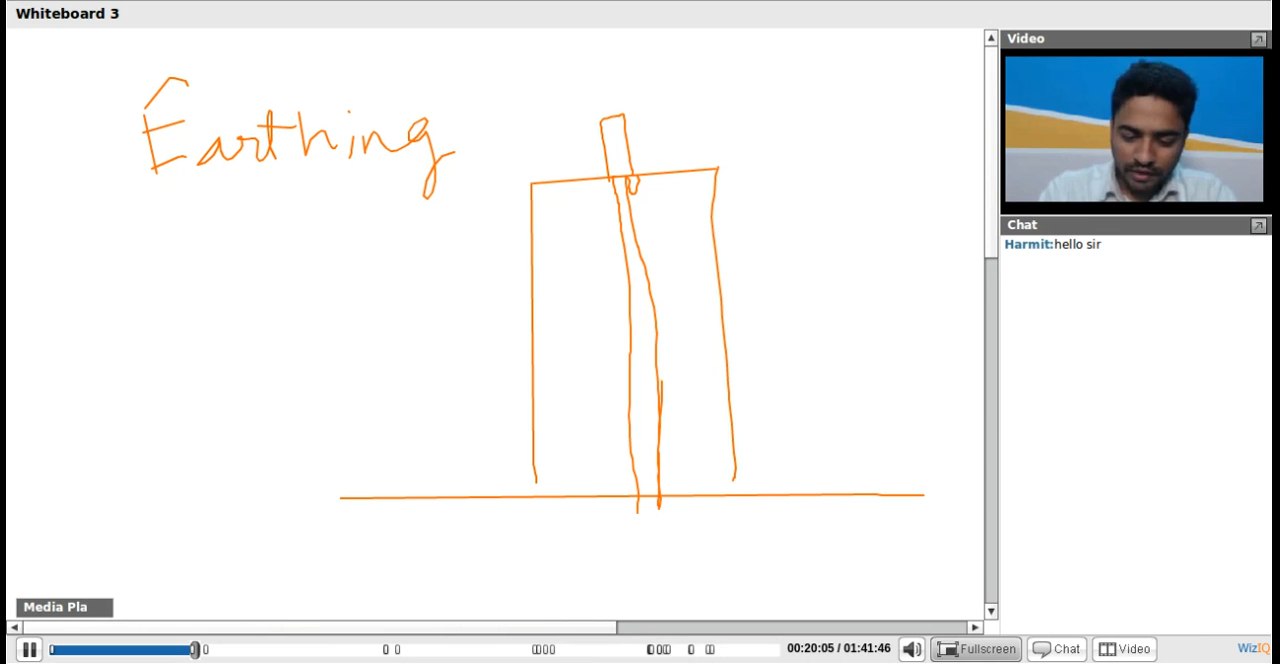 Whiteboard 3
Earthing
Video
Chat
Harmit:hello sir
Media Pla
00:20:05 / 01:41:46
Fullscreen
Chat
Video
WizIQ